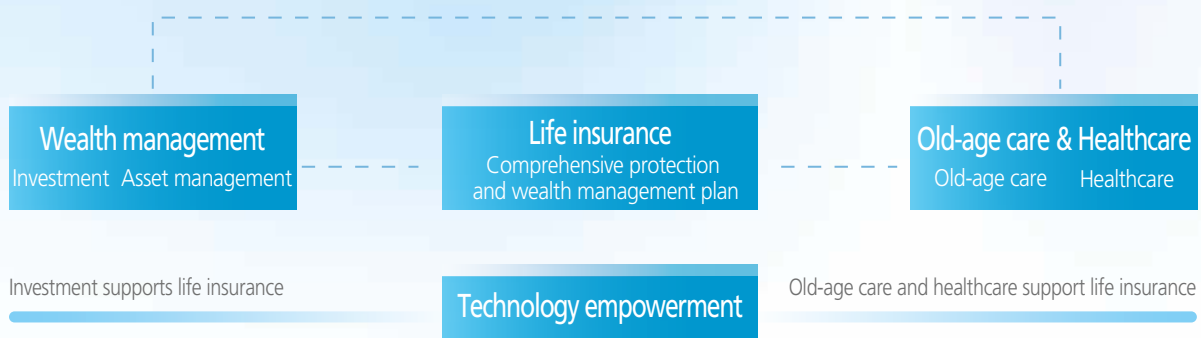 Wealth management
Investment Asset management
Life insurance
Comprehensive protection
and wealth management plan
Old-age care & Healthcare
Old-age care Healthcare
Investment supports life insurance
Technology empowerment
Old-age care and healthcare support life insurance